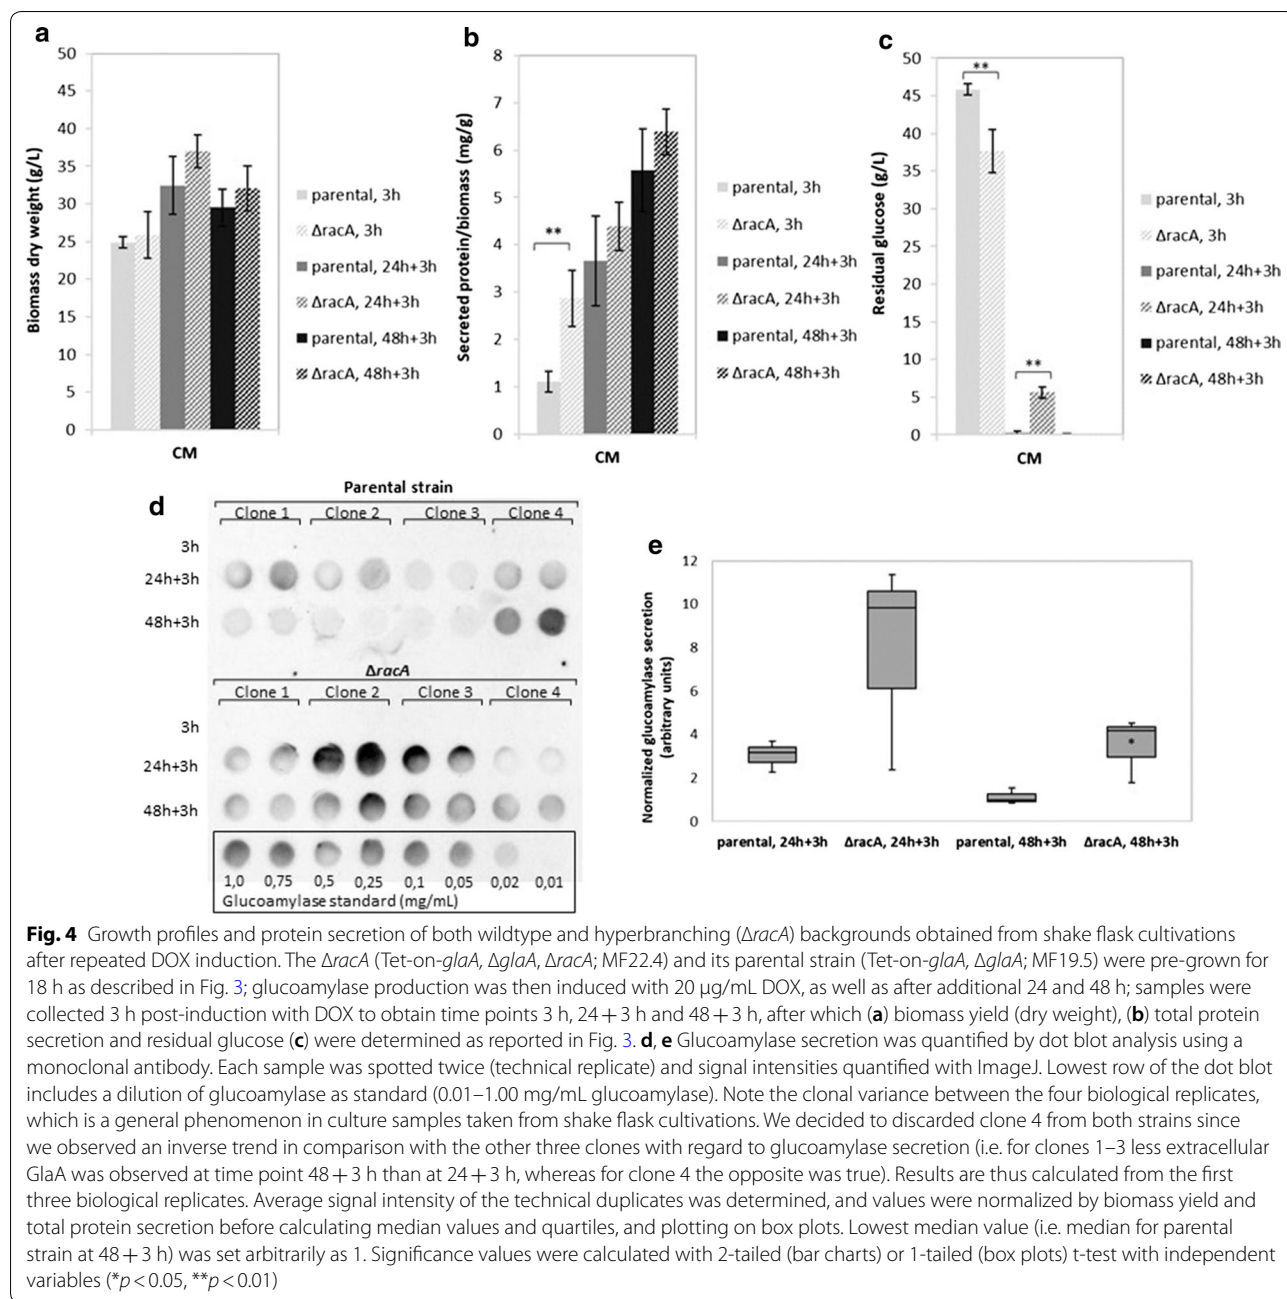 a
50
45
40
35
30
25
20
15
10
5
0
Biomass dry weight (g/L)
CM
parental, 3h
ΔracA, 3h
parental, 24h+3h
ΔracA, 24h+3h
parental, 48h+3h
ΔracA, 48h+3h
b
8
7
6
5
4
3
2
1
0
Secreted protein/biomass (mg/g)
**
CM
parental, 3h
ΔracA, 3h
parental, 24h+3h
ΔracA, 24h+3h
parental, 48h+3h
ΔracA, 48h+3h
c
50
45
40
35
30
25
20
15
10
5
0
Residual glucose (g/L)
**
**
CM
parental, 3h
ΔracA, 3h
parental, 24h+3h
ΔracA, 24h+3h
parental, 48h+3h
ΔracA, 48h+3h
d
Parental strain
Clone 1 Clone 2 Clone 3 Clone 4
3h
24h+3h
48h+3h
ΔracA
Clone 1 Clone 2 Clone 3 Clone 4
3h
24h+3h
48h+3h
1,0 0,75 0,5 0,25 0,1 0,05 0,02 0,01
Glucoamylase standard (mg/mL)
e
12
10
8
6
4
2
0
Normalized glucoamylase secretion
(arbitrary units)
*
parental, 24h+3h ΔracA, 24h+3h parental, 48h+3h ΔracA, 48h+3h
Fig. 4 Growth profiles and protein secretion of both wildtype and hyperbranching (ΔracA) backgrounds obtained from shake flask cultivations
after repeated DOX induction. The ΔracA (Tet-on-glaA, ΔglaA, ΔracA; MF22.4) and its parental strain (Tet-on-glaA, ΔglaA; MF19.5) were pre-grown for
18 h as described in Fig. 3; glucoamylase production was then induced with 20 µg/mL DOX, as well as after additional 24 and 48 h; samples were
collected 3 h post-induction with DOX to obtain time points 3 h, 24 + 3 h and 48 + 3 h, after which (a) biomass yield (dry weight), (b) total protein
secretion and residual glucose (c) were determined as reported in Fig. 3. d, e Glucoamylase secretion was quantified by dot blot analysis using a
monoclonal antibody. Each sample was spotted twice (technical replicate) and signal intensities quantified with ImageJ. Lowest row of the dot blot
includes a dilution of glucoamylase as standard (0.01–1.00 mg/mL glucoamylase). Note the clonal variance between the four biological replicates,
which is a general phenomenon in culture samples taken from shake flask cultivations. We decided to discarded clone 4 from both strains since
we observed an inverse trend in comparison with the other three clones with regard to glucoamylase secretion (i.e. for clones 1–3 less extracellular
GlaA was observed at time point 48 + 3 h than at 24 + 3 h, whereas for clone 4 the opposite was true). Results are thus calculated from the first
three biological replicates. Average signal intensity of the technical duplicates was determined, and values were normalized by biomass yield and
total protein secretion before calculating median values and quartiles, and plotting on box plots. Lowest median value (i.e. median for parental
strain at 48 + 3 h) was set arbitrarily as 1. Significance values were calculated with 2-tailed (bar charts) or 1-tailed (box plots) t-test with independent
variables (*p < 0.05, **p < 0.01)